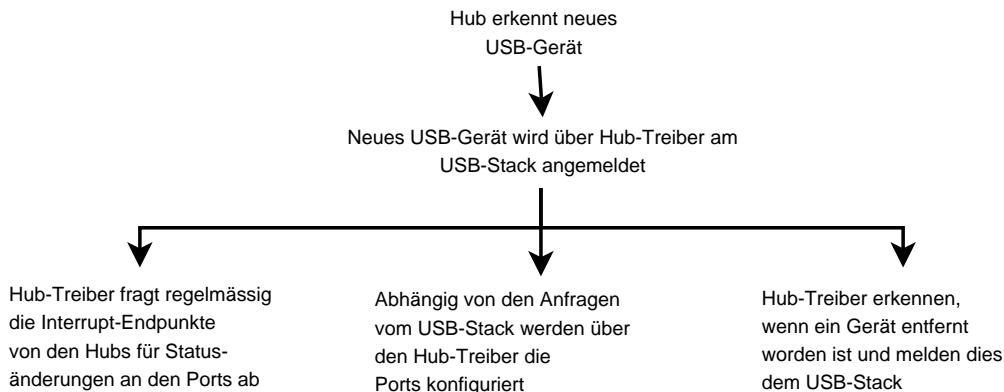 Hub erkennt neues
USB-Gerät
Neues USB-Gerät wird über Hub-Treiber am
USB-Stack angemeldet
Hub-Treiber fragt regelmässig
die Interrupt-Endpunkte
von den Hubs für Status-
änderungen an den Ports ab
Abhängig von den Anfragen
vom USB-Stack werden über
den Hub-Treiber die
Ports konfiguriert
Hub-Treiber erkennen,
wenn ein Gerät entfernt
worden ist und melden dies
dem USB-Stack